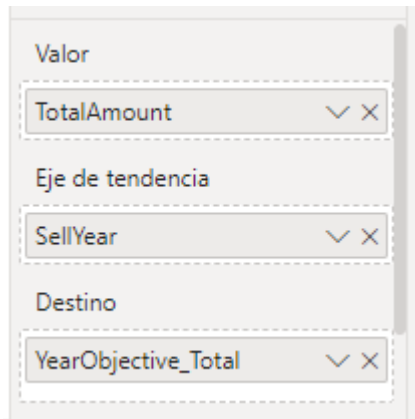 Valor
TotalAmount
Eje de tendencia
SellYear
Destino
YearObjective_Total